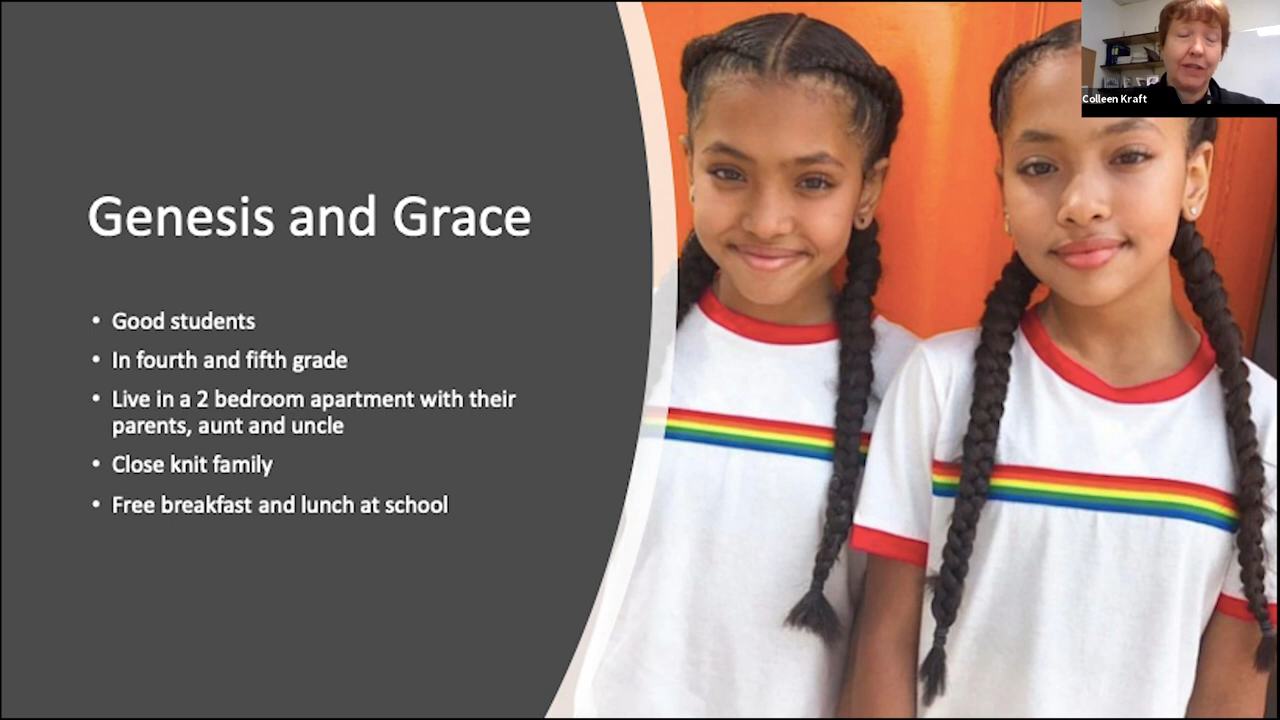 Colleen Kraft
Genesis and Grace
• Good students
• In fourth and fifth grade
• Live in a 2 bedroom apartment with their
parents, aunt and uncle
• Close knit family
• Free breakfast and lunch at school